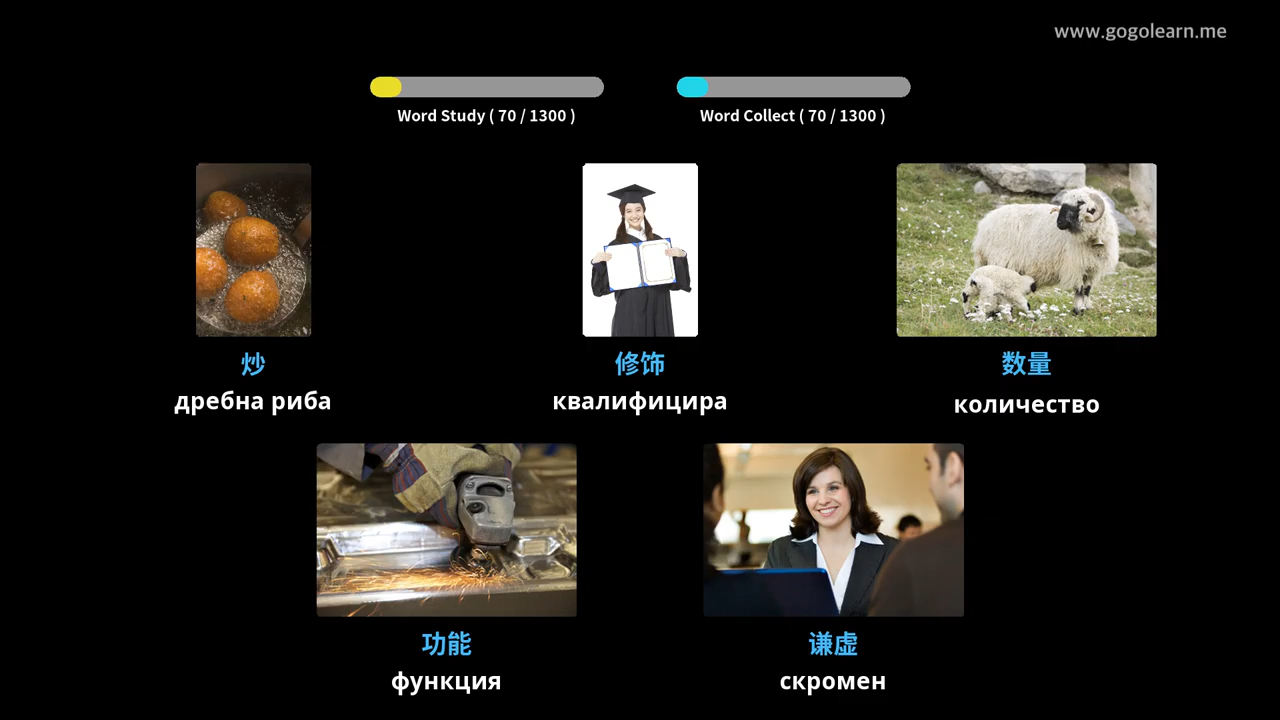 www.gogolearn.me
Word Study ( 70 / 1300 )
Word Collect ( 70 / 1300 )
炒
дребна риба
修饰
квалифицира
数量
количество
功能
функция
谦虚
скромен